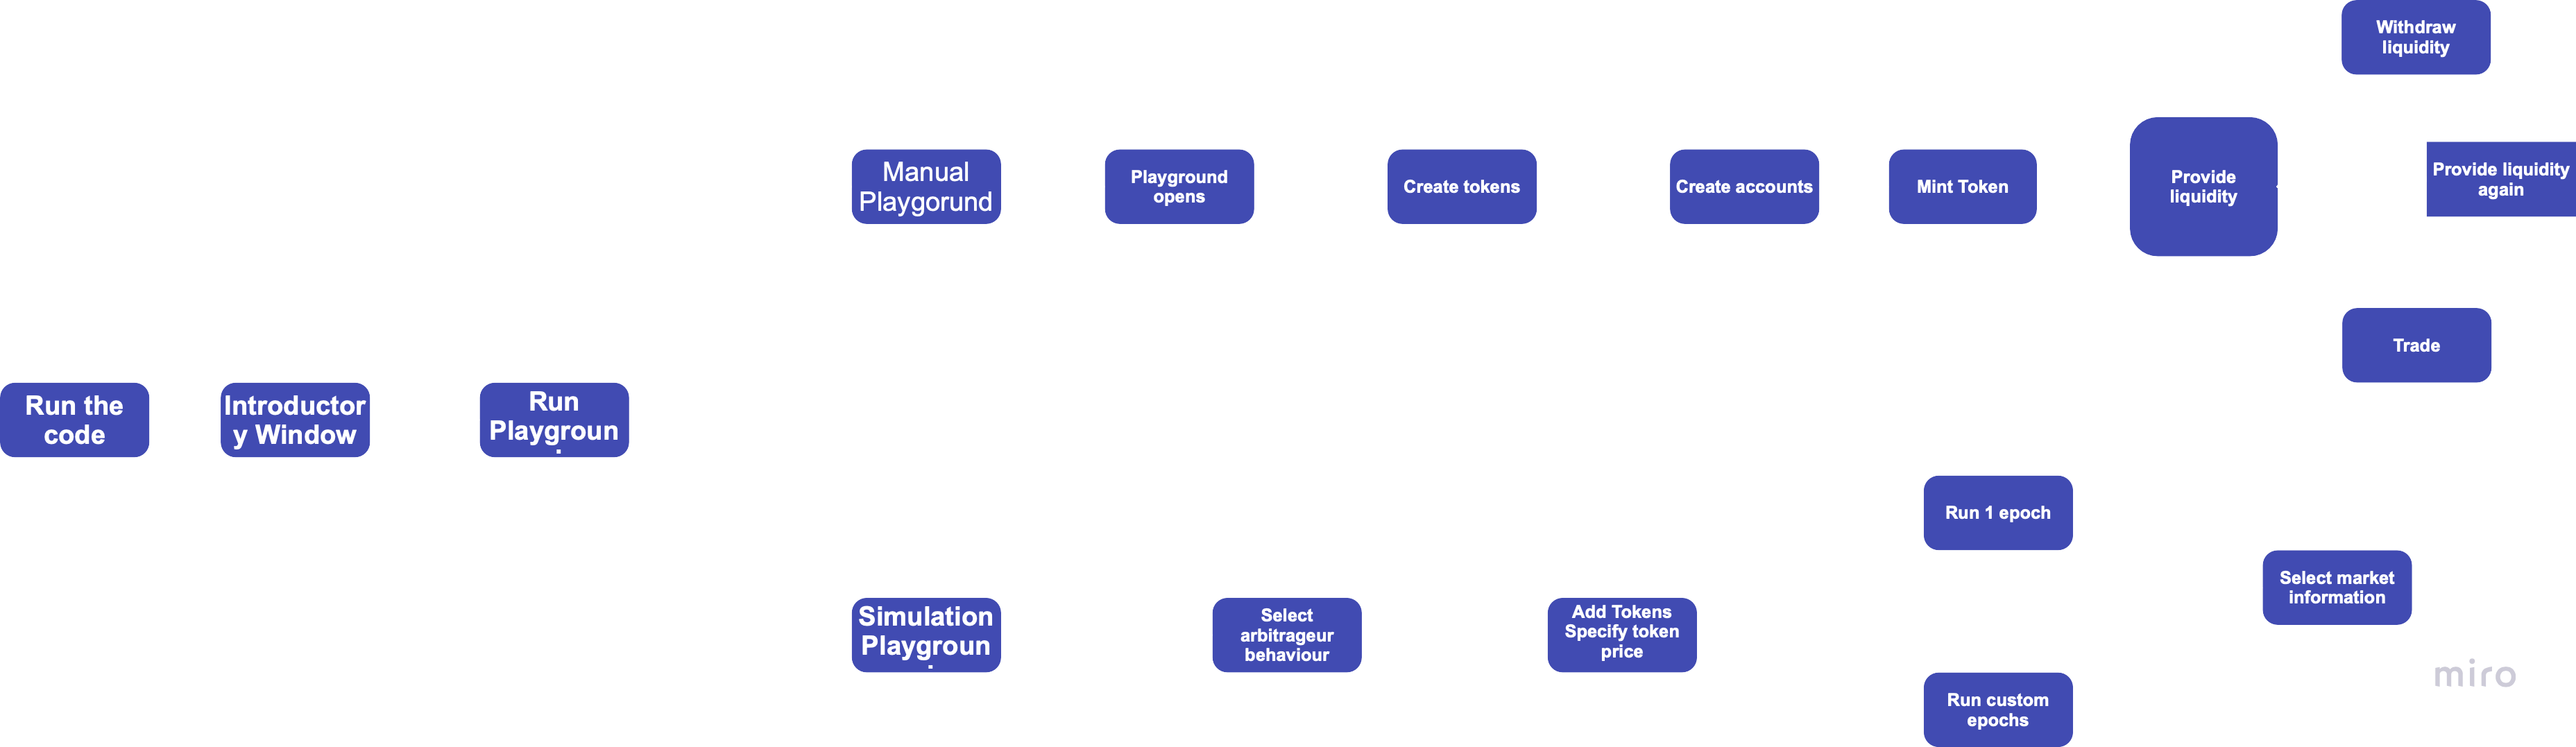 Withdraw
liquidity
Manual
Playgorund
Playground
opens
Create tokens
Create accounts
Mint Token
Provide
liquidity
Provide liquidity
again
Trade
Run the
code
Introductor
y Window
Run
Playgroun
Run 1 epoch
Select market
information
Simulation
Playgroun
Select
arbitrageur
behaviour
Add Tokens
Specify token
price
Run custom
epochs
miro